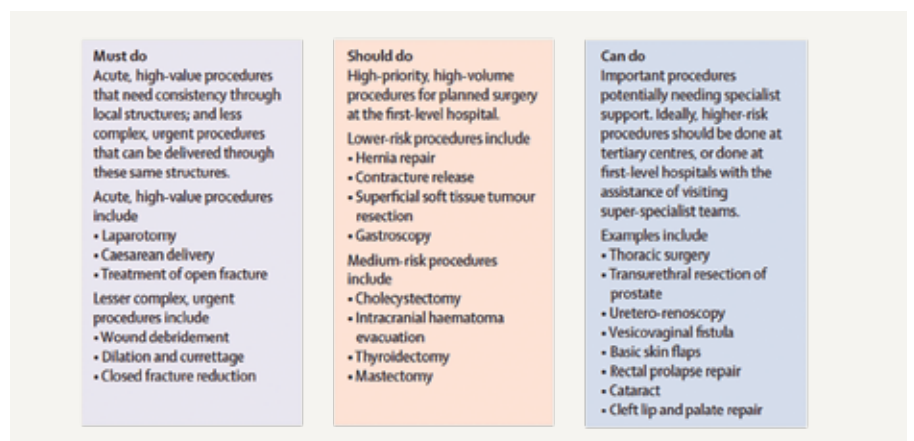 Must do
Acute, high-value procedures
that need consistency through
local structures; and less
complex, urgent procedures
that can be delivered through
these same structures.
Acute, high-value procedures
include
• Laparotomy
• Caesarean delivery
• Treatment of open fracture
Lesser complex, urgent
procedures include
• Wound debridement
• Dilation and currettage
• Closed fracture reduction
Should do
High-priority, high-volume
procedures for planned surgery
at the first-level hospital.
Lower-risk procedures include
• Hernia repair
• Contracture release
• Superficial soft tissue tumour
resection
• Gastroscopy
Medium-risk procedures
include
• Cholecystectomy
• Intracranial haematoma
evacuation
• Thyroidectomy
• Mastectomy
Can do
Important procedures
potentially needing specialist
support. Ideally, higher-risk
procedures should be done at
tertiary centres, or done at
first-level hospitals with the
assistance of visiting
super-specialist teams.
Examples include
• Thoracic surgery
• Transurethral resection of
prostate
• Uretero-renoscopy
• Vesicovaginal fistula
• Basic skin flaps
• Rectal prolapse repair
• Cataract
• Cleft lip and palate repair